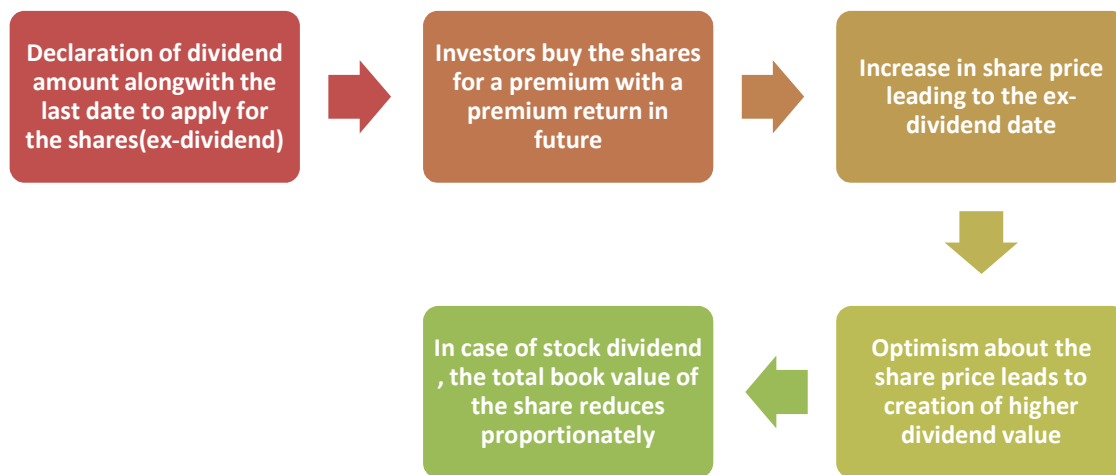 Declaration of dividend
amount alongwith the
last date to apply for
the shares(ex-dividend)
Investors buy the shares
for a premium with a
premium return in
future
Increase in share price
leading to the ex-
dividend date
Optimism about the
share price leads to
creation of higher
dividend value
In case of stock dividend
, the total book value of
the share reduces
proportionately